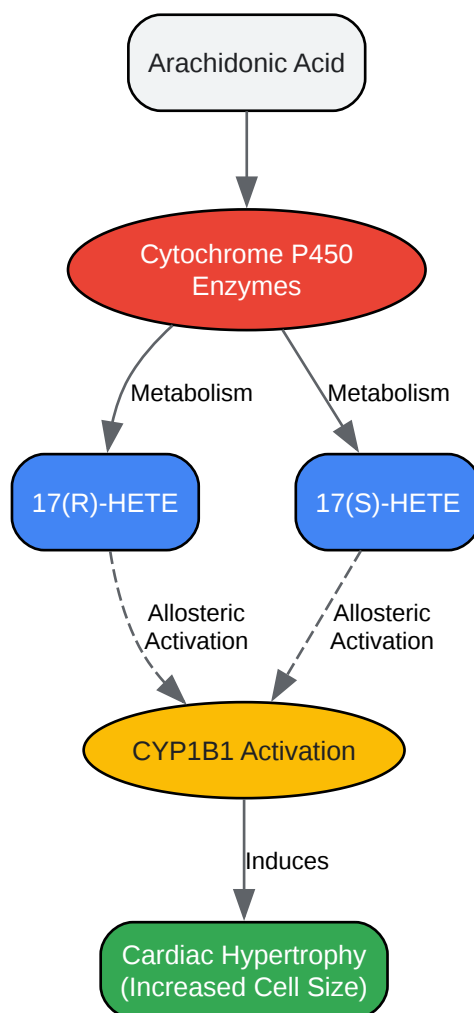 Arachidonic Acid
Cytochrome P450
Enzymes
Metabolism
Metabolism
17(R)-HETE
17(S)-HETE
Allosteric
Activation
Allosteric
Activation
CYP1B1 Activation
Induces
Cardiac Hypertrophy
(Increased Cell Size)